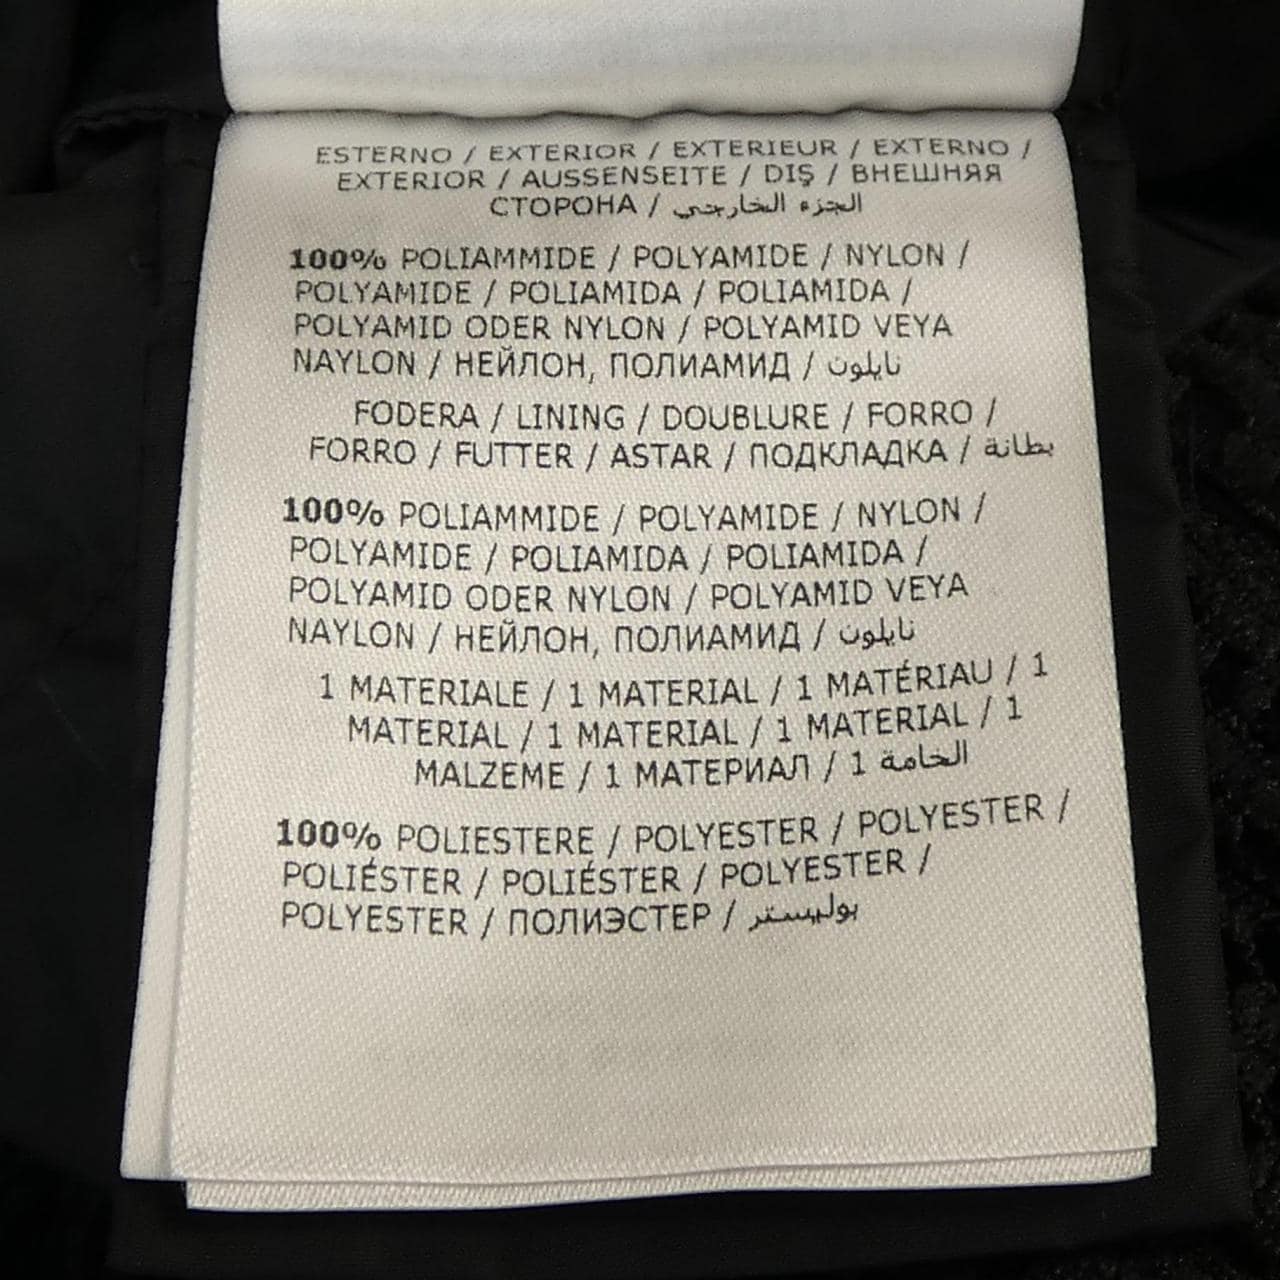 ESTERNO / EXTERIOR / EXTERIEUR / EXTERNO /
EXTERIOR / AUSSENSEITE / DIŞ / ВНЕШНЯЯ
СТОРОНА / الجزء الخارجي
100% POLIAMMIDE / POLYAMIDE / NYLON /
POLYAMIDE / POLIAMIDA / POLIAMIDA /
POLYAMID ODER NYLON / POLYAMID VEYA
NAYLON / НЕЙЛОН, ПОЛИАМИД / نايلون
FODERA / LINING / DOUBLURE / FORRO /
FORRO / FUTTER / ASTAR / ПОДКЛАДКА / بطانة
100% POLIAMMIDE / POLYAMIDE / NYLON /
POLYAMIDE / POLIAMIDA / POLIAMIDA /
POLYAMID ODER NYLON / POLYAMID VEYA
NAYLON / НЕЙЛОН, ПОЛИАМИД / نايلون
1 MATERIALE / 1 MATERIAL / 1 MATÉRIAU / 1
MATERIAL / 1 MATERIAL / 1 MATERIAL / 1
MALZEME / 1 МАТЕРИАЛ / 1 الخامة
100% POLIESTERE / POLYESTER / POLYESTER /
POLIÉSTER / POLIÉSTER / POLYESTER /
POLYESTER / ПОЛИЭСТЕР / بوليستر